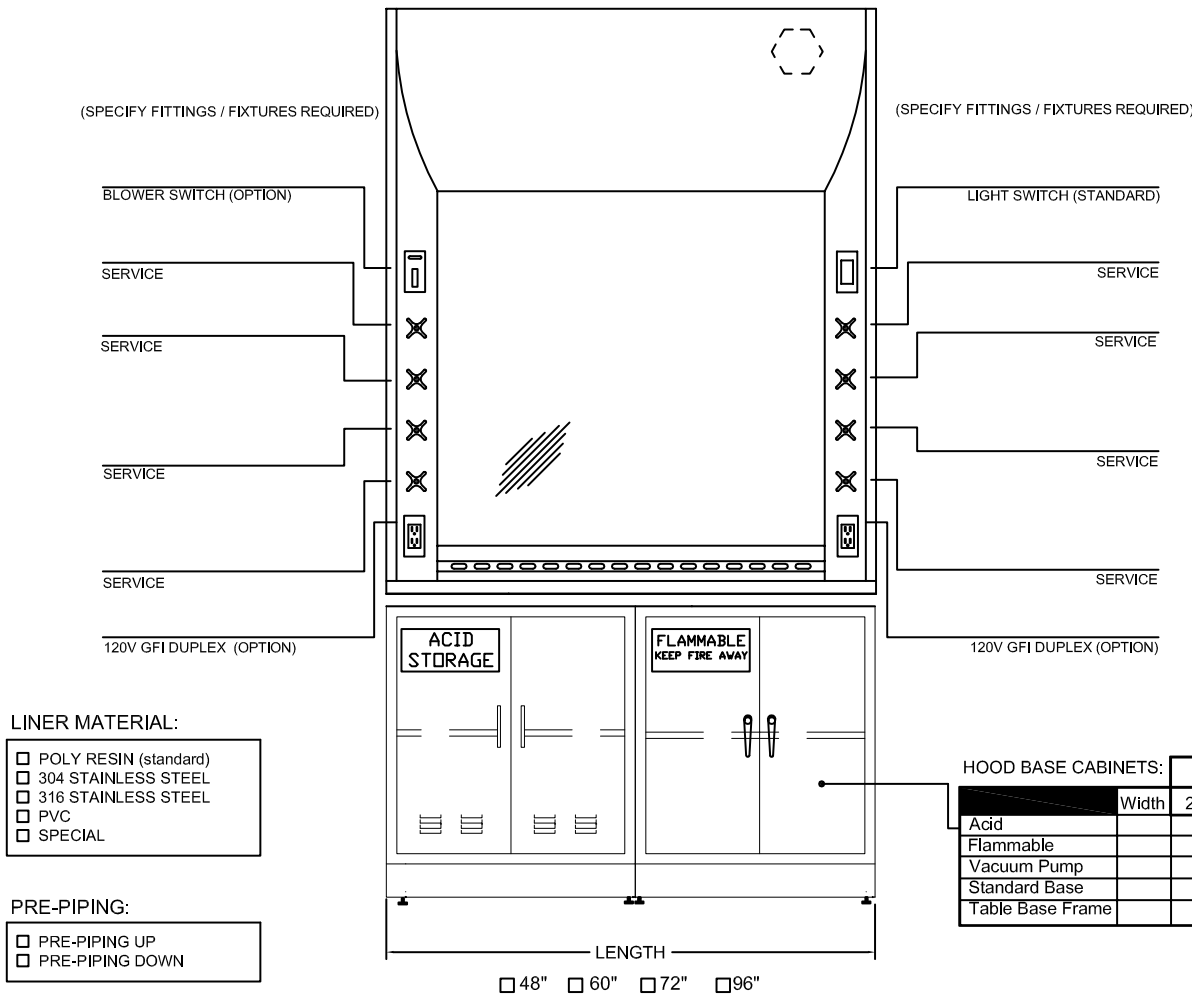 (SPECIFY FITTINGS / FIXTURES REQUIRED)
(SPECIFY FITTINGS / FIXTURES REQUIRED)
BLOWER SWITCH (OPTION)
LIGHT SWITCH (STANDARD)
SERVICE
SERVICE
SERVICE
SERVICE
SERVICE
SERVICE
SERVICE
SERVICE
120V GFI DUPLEX (OPTION)
120V GFI DUPLEX (OPTION)
ACID
STORAGE
FLAMMABLE
KEEP FIRE AWAY
LINER MATERIAL:
POLY RESIN (standard)
304 STAINLESS STEEL
316 STAINLESS STEEL
PVC
SPECIAL
HOOD BASE CABINETS:
Width 2
Acid
Flammable
Vacuum Pump
Standard Base
Table Base Frame
PRE-PIPING:
PRE-PIPING UP
PRE-PIPING DOWN
LENGTH
48" 60" 72" 96"